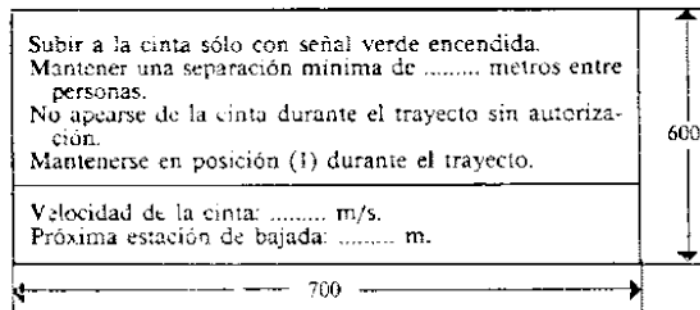 Subir a la cinta sólo con señal verde encendida.
Mantener una separación mínima de ......... metros entre
personas.
No apearse de la cinta durante el trayecto sin autoriza-
ción.
Mantenerse en posición (1) durante el trayecto.
600
Velocidad de la cinta: ......... m/s.
Próxima estación de bajada: ......... m.
700